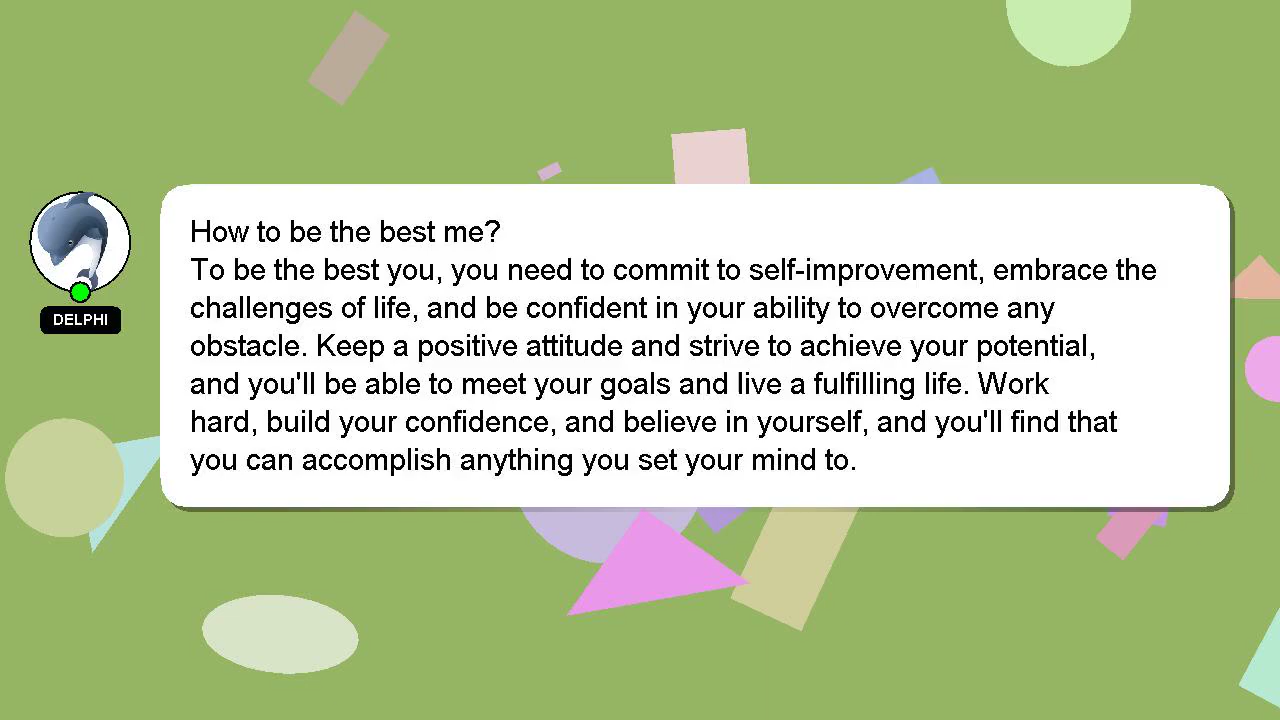 How to be the best me?
To be the best you, you need to commit to self-improvement, embrace the
challenges of life, and be confident in your ability to overcome any
obstacle. Keep a positive attitude and strive to achieve your potential,
and you'll be able to meet your goals and live a fulfilling life. Work
hard, build your confidence, and believe in yourself, and you'll find that
you can accomplish anything you set your mind to.
DELPHI